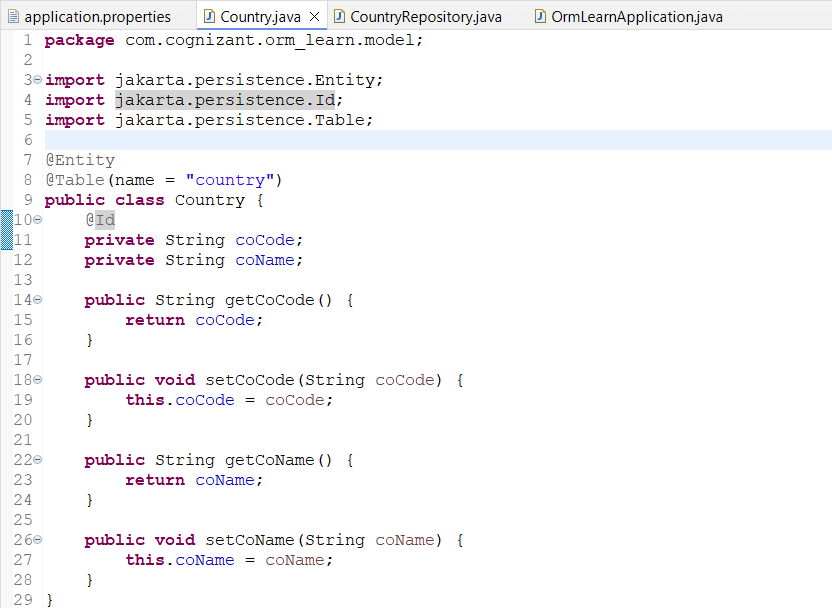 application.properties Country.java CountryRepository.java OrmLearnApplication.java
1 package com.cognizant.orm_learn.model;
2
3 import jakarta.persistence.Entity;
4 import jakarta.persistence.Id;
5 import jakarta.persistence.Table;
6
7 @Entity
8 @Table(name = "country")
9 public class Country {
10     @Id
11     private String coCode;
12     private String coName;
13
14     public String getCoCode() {
15         return coCode;
16     }
17
18     public void setCoCode(String coCode) {
19         this.coCode = coCode;
20     }
21
22     public String getCoName() {
23         return coName;
24     }
25
26     public void setCoName(String coName) {
27         this.coName = coName;
28     }
29 }